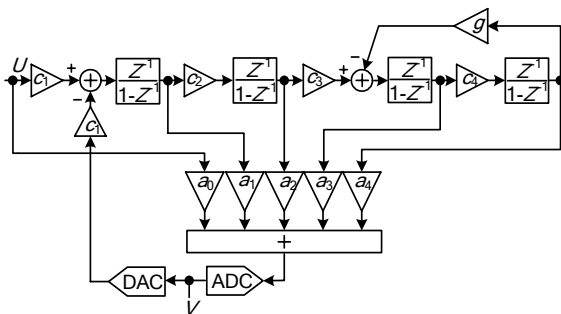 g
U
c₁ + − Z⁻¹ c₂ Z⁻¹ c₃ + − Z⁻¹ c₄ Z⁻¹
1-Z⁻¹ 1-Z⁻¹ 1-Z⁻¹ 1-Z⁻¹
c₁
a₀ a₁ a₂ a₃ a₄
+
DAC ADC
V